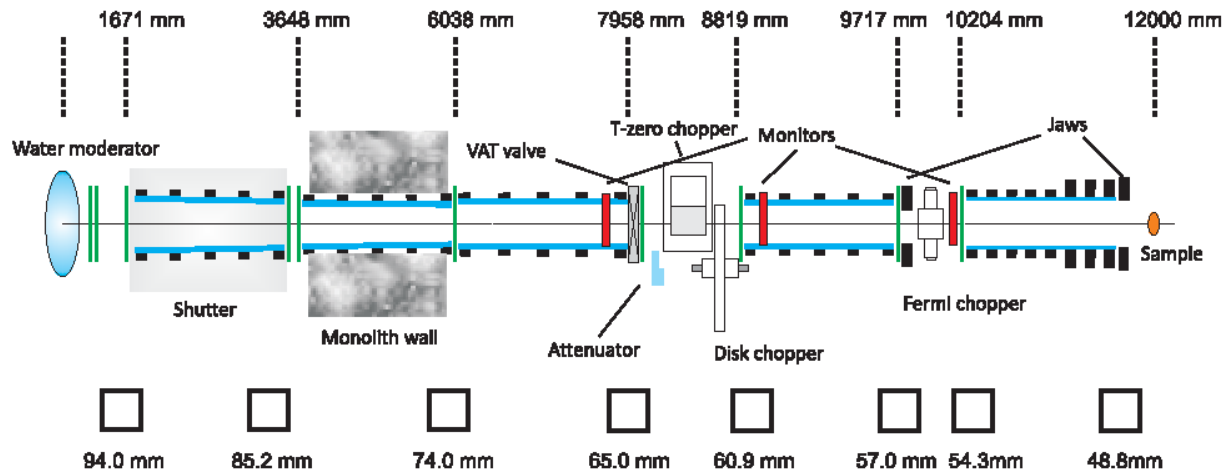 1671 mm 3648 mm 6038 mm 7958 mm 8819 mm 9717 mm 10204 mm 12000 mm
T-zero chopper Monitors Jaws
Water moderator VAT valve
Sample
Shutter Fermi chopper
Monolith wall
Attenuator Disk chopper
94.0 mm 85.2 mm 74.0 mm 65.0 mm 60.9 mm 57.0 mm 54.3 mm 48.8mm